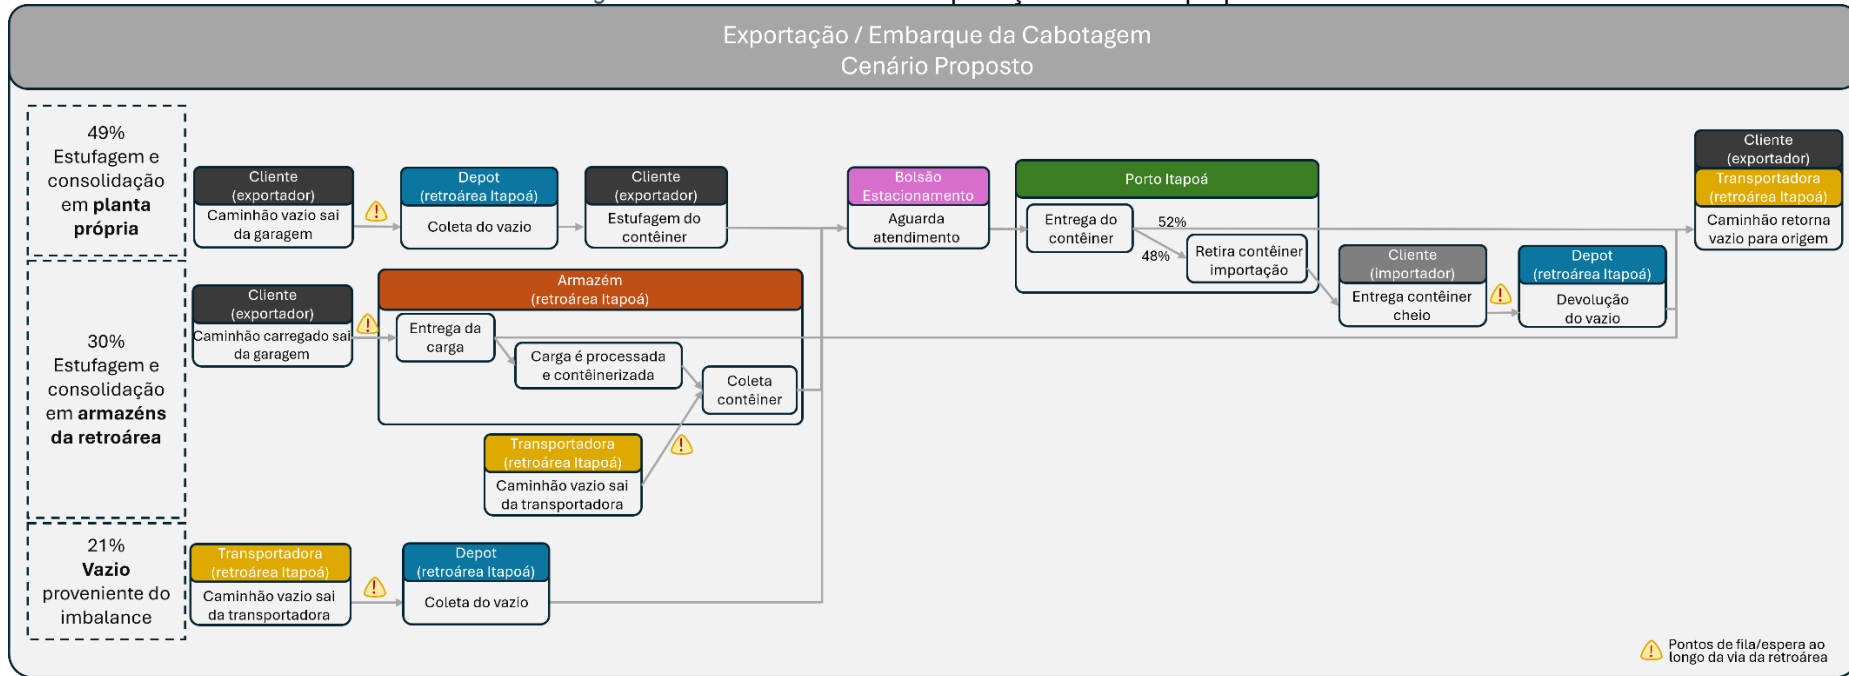 Exportação / Embarque da Cabotagem
Cenário Proposto
49%
Estufagem e
consolidação
em planta
própria
Cliente
(exportador)
Caminhão vazio sai
da garagem
Depot
(retroárea Itapoá)
Coleta do vazio
Cliente
(exportador)
Estufagem do
contêiner
Bolsão
Estacionamento
Aguarda
atendimento
Porto Itapoá
Entrega do
contêiner
52%
48%
Retira contêiner
importação
Cliente
(importador)
Entrega contêiner
cheio
Depot
(retroárea Itapoá)
Devolução
do vazio
Cliente
(exportador)
Transportadora
(retroárea Itapoá)
Caminhão retorna
vazio para origem
30%
Estufagem e
consolidação
em armazéns
da retroárea
Cliente
(exportador)
Caminhão carregado sai
da garagem
Armazém
(retroárea Itapoá)
Entrega da
carga
Carga é processada
e contêinerizada
Coleta
contêiner
Transportadora
(retroárea Itapoá)
Caminhão vazio sai
da transportadora
21%
Vazio
proveniente do
imbalance
Transportadora
(retroárea Itapoá)
Caminhão vazio sai
da transportadora
Depot
(retroárea Itapoá)
Coleta do vazio
Pontos de fila/espera ao
longo da via da retroárea